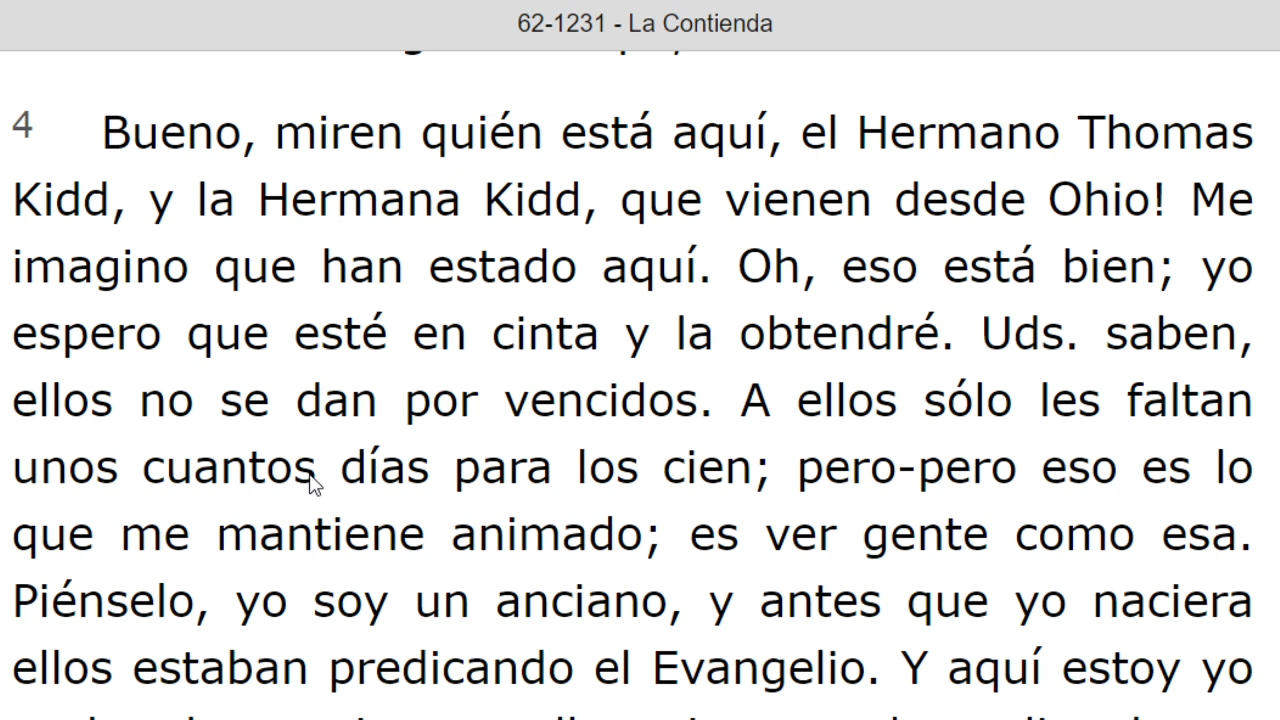 62-1231 - La Contienda
4 Bueno, miren quién está aquí, el Hermano Thomas
Kidd, y la Hermana Kidd, que vienen desde Ohio! Me
imagino que han estado aquí. Oh, eso está bien; yo
espero que esté en cinta y la obtendré. Uds. saben,
ellos no se dan por vencidos. A ellos sólo les faltan
unos cuantos días para los cien; pero-pero eso es lo
que me mantiene animado; es ver gente como esa.
Piénselo, yo soy un anciano, y antes que yo naciera
ellos estaban predicando el Evangelio. Y aquí estoy yo